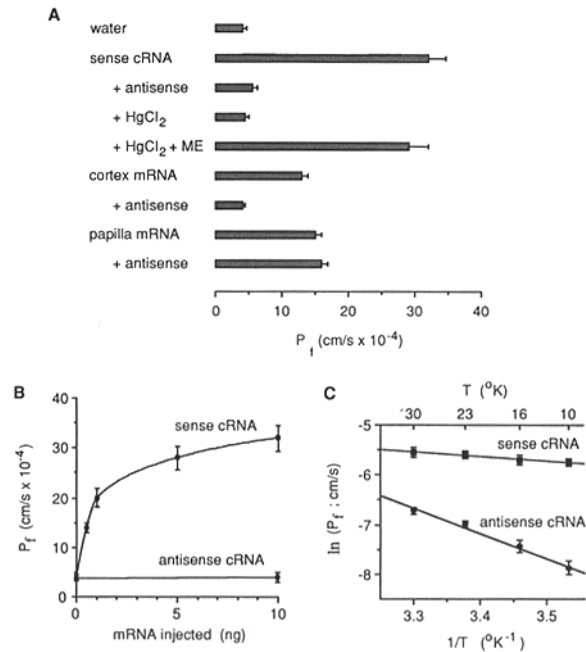 A
water
sense cRNA
+ antisense
+ HgCl2
+ HgCl2 + ME
cortex mRNA
+ antisense
papilla mRNA
+ antisense
0 10 20 30 40
Pf (cm/s x 10-4)
B
Pf (cm/s x 10-4)
40
30
20
10
0
sense cRNA
antisense cRNA
0 5 10
mRNA injected (ng)
C
T (oK)
30 23 16 10
ln (Pf ; cm/s)
-5
-6
-7
-8
sense cRNA
antisense cRNA
3.3 3.4 3.5
1/T (oK-1)